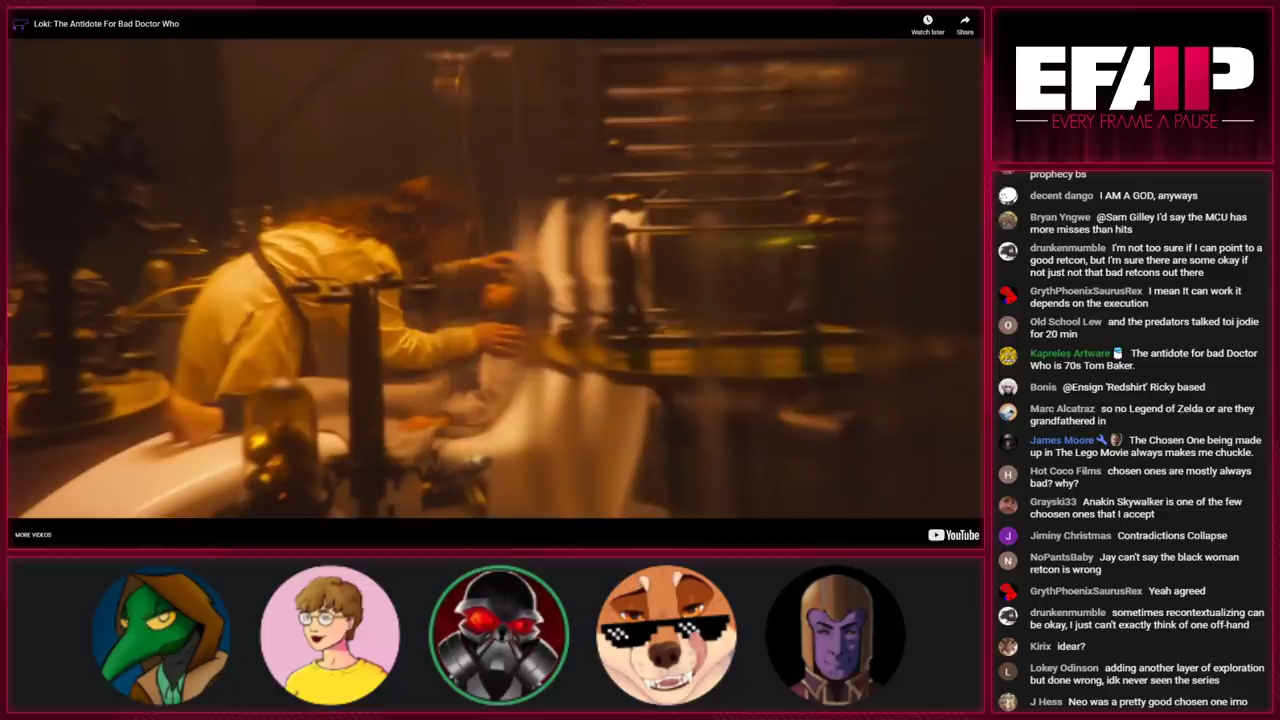 Loki: The Antidote For Bad Doctor Who
Watch later
Share
MORE VIDEOS
YouTube
EFAP
EVERY FRAME A PAUSE
prophecy bs
decent dango I AM A GOD, anyways
Bryan Yngwe @Sam Gilley I'd say the MCU has
more misses than hits
drunkenmumble I'm not too sure if I can point to a
good retcon, but I'm sure there are some okay if
not just not that bad retcons out there
GrythPhoenixSaurusRex I mean It can work it
depends on the execution
O
Old School Lew and the predators talked toi jodie
for 20 min
Kapreles Artware The antidote for bad Doctor
Who is 70s Tom Baker.
Bonis @Ensign 'Redshirt' Ricky based
Marc Alcatraz so no Legend of Zelda or are they
grandfathered in
James Moore The Chosen One being made
up in The Lego Movie always makes me chuckle.
H
Hot Coco Films chosen ones are mostly always
bad? why?
Grayski33 Anakin Skywalker is one of the few
choosen ones that I accept
J
Jiminy Christmas Contradictions Collapse
N
NoPantsBaby Jay can't say the black woman
retcon is wrong
GrythPhoenixSaurusRex Yeah agreed
drunkenmumble sometimes recontextualizing can
be okay, I just can't exactly think of one off-hand
Kirix idear?
L
Lokey Odinson adding another layer of exploration
but done wrong, idk never seen the series
J Hess Neo was a pretty good chosen one imo